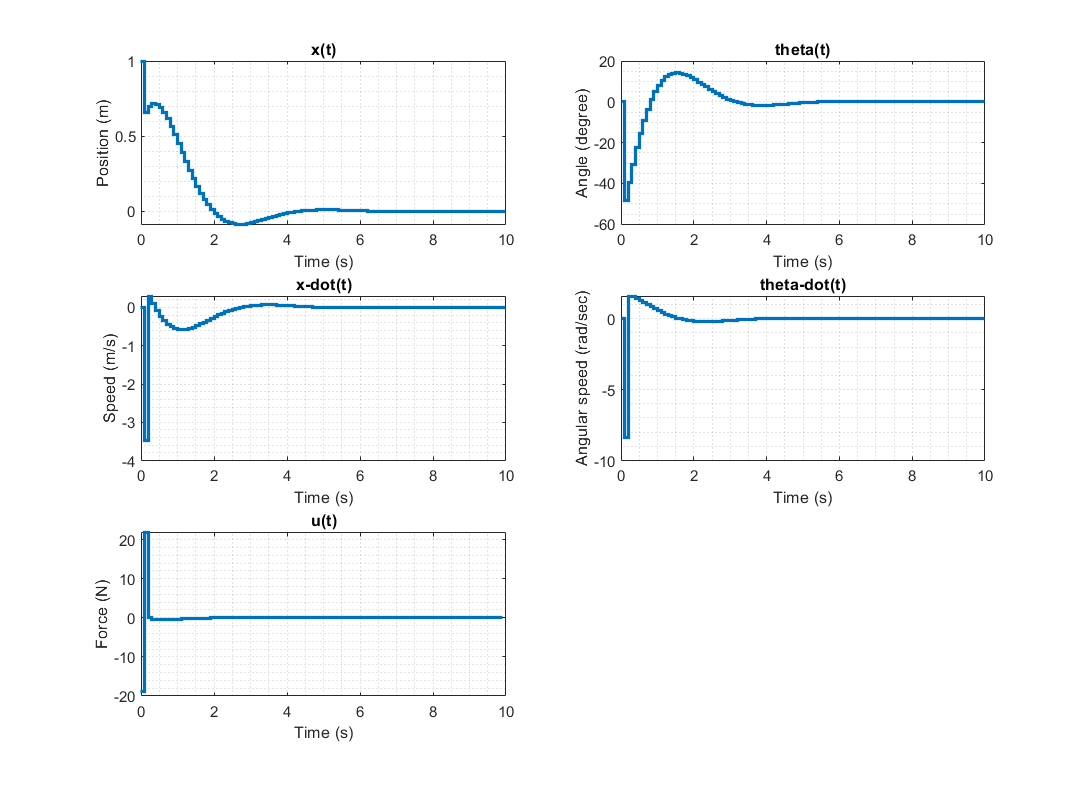 x(t)
Position (m)
1
0.5
0
0 2 4 6 8 10
Time (s)
theta(t)
Angle (degree)
20
0
-20
-40
-60
0 2 4 6 8 10
Time (s)
x-dot(t)
Speed (m/s)
0
-1
-2
-3
-4
0 2 4 6 8 10
Time (s)
theta-dot(t)
Angular speed (rad/sec)
0
-5
-10
0 2 4 6 8 10
Time (s)
u(t)
Force (N)
20
10
0
-10
-20
0 2 4 6 8 10
Time (s)